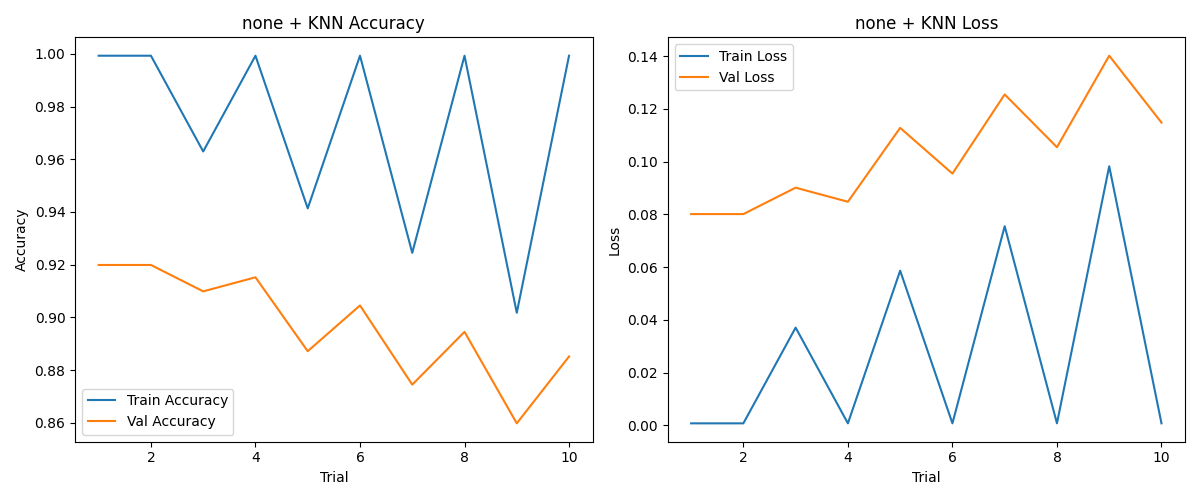 none + KNN Accuracy
1.00
0.98
0.96
0.94
0.92
0.90
0.88
0.86
Accuracy
Train Accuracy
Val Accuracy
2 4 6 8 10
Trial
none + KNN Loss
Train Loss
Val Loss
0.14
0.12
0.10
0.08
0.06
0.04
0.02
0.00
Loss
2 4 6 8 10
Trial